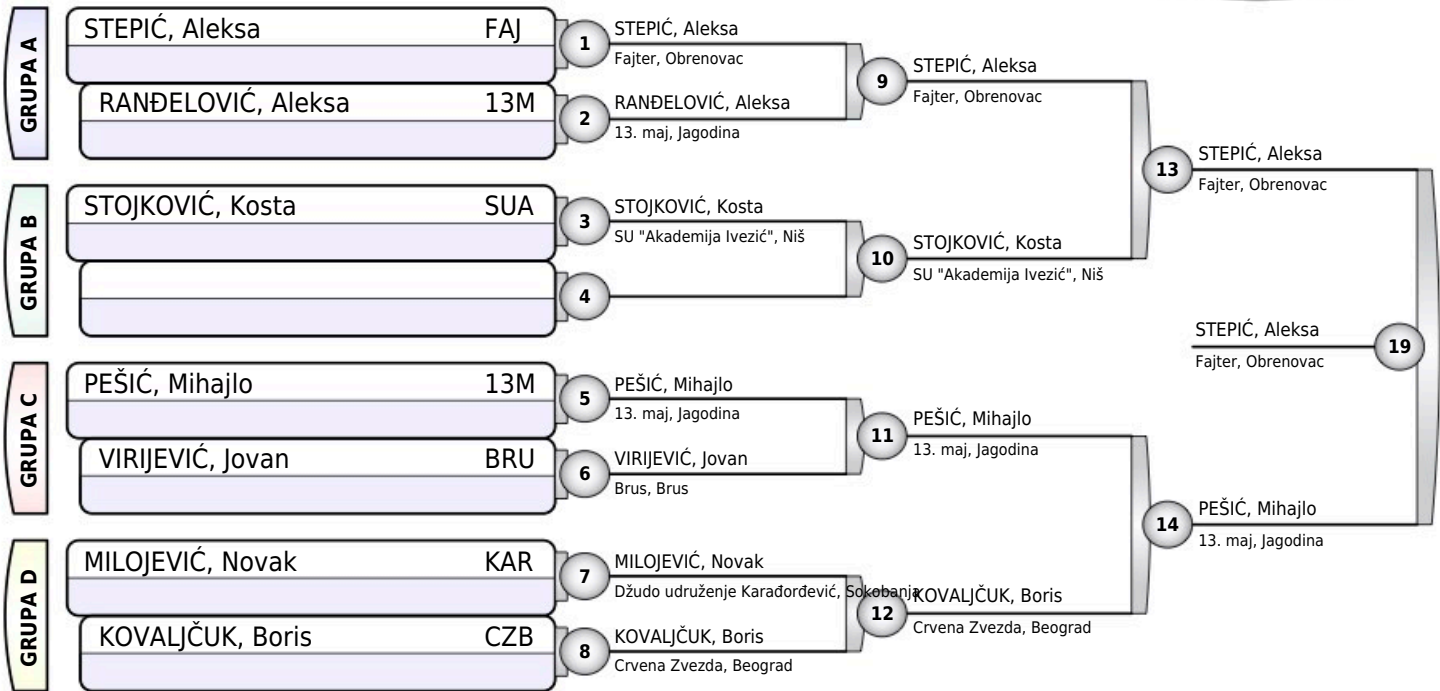 GRUPA A
STEPIĆ, Aleksa FAJ
RANĐELOVIĆ, Aleksa 13M
GRUPA B
STOJKOVIĆ, Kosta SUA
GRUPA C
PEŠIĆ, Mihajlo 13M
VIRIJEVIĆ, Jovan BRU
GRUPA D
MILOJEVIĆ, Novak KAR
KOVALJČUK, Boris CZB
1
STEPIĆ, Aleksa
Fajter, Obrenovac
2
RANĐELOVIĆ, Aleksa
13. maj, Jagodina
3
STOJKOVIĆ, Kosta
SU "Akademija Ivezić", Niš
4
5
PEŠIĆ, Mihajlo
13. maj, Jagodina
6
VIRIJEVIĆ, Jovan
Brus, Brus
7
MILOJEVIĆ, Novak
Džudo udruženje Karađorđević, Sokobanja
8
KOVALJČUK, Boris
Crvena Zvezda, Beograd
9
STEPIĆ, Aleksa
Fajter, Obrenovac
10
STOJKOVIĆ, Kosta
SU "Akademija Ivezić", Niš
11
PEŠIĆ, Mihajlo
13. maj, Jagodina
12
KOVALJČUK, Boris
Crvena Zvezda, Beograd
13
STEPIĆ, Aleksa
Fajter, Obrenovac
14
PEŠIĆ, Mihajlo
13. maj, Jagodina
STEPIĆ, Aleksa
Fajter, Obrenovac
19